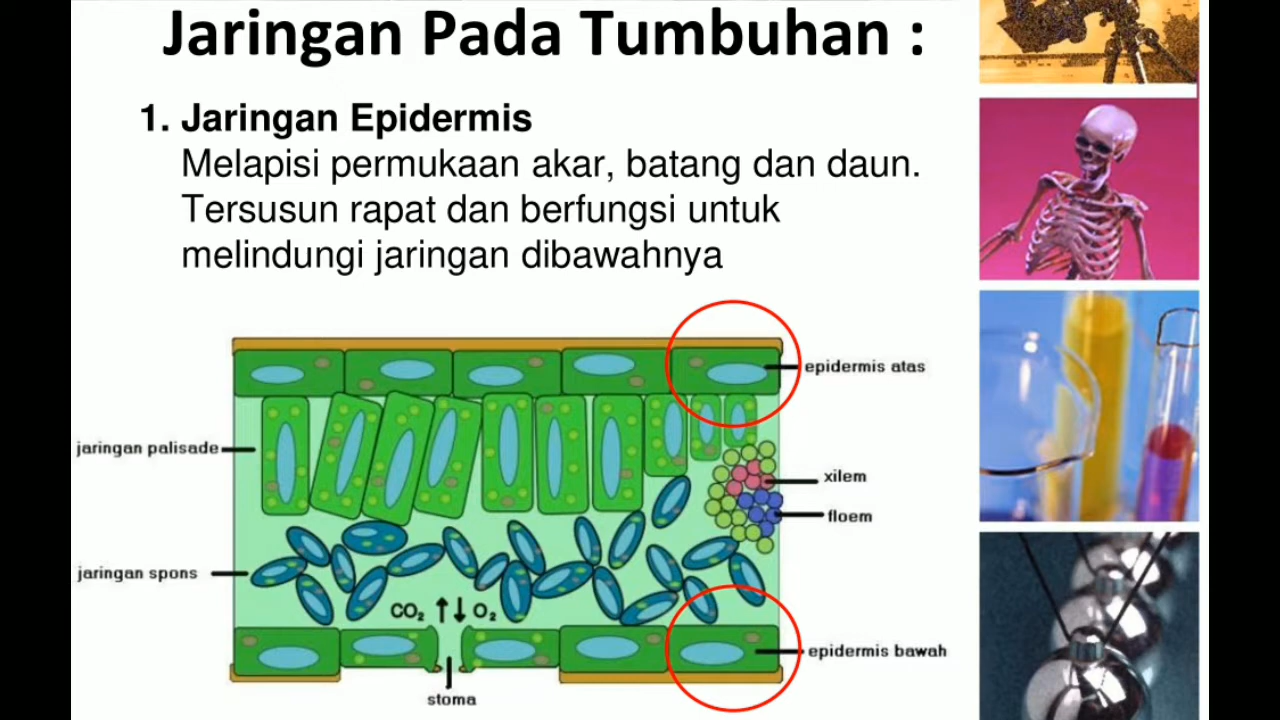 Jaringan Pada Tumbuhan :
1. Jaringan Epidermis
Melapisi permukaan akar, batang dan daun.
Tersusun rapat dan berfungsi untuk
melindungi jaringan dibawahnya
epidermis atas
jaringan palisade
xilem
floem
jaringan spons
CO₂ ↑↓ O₂
epidermis bawah
stoma